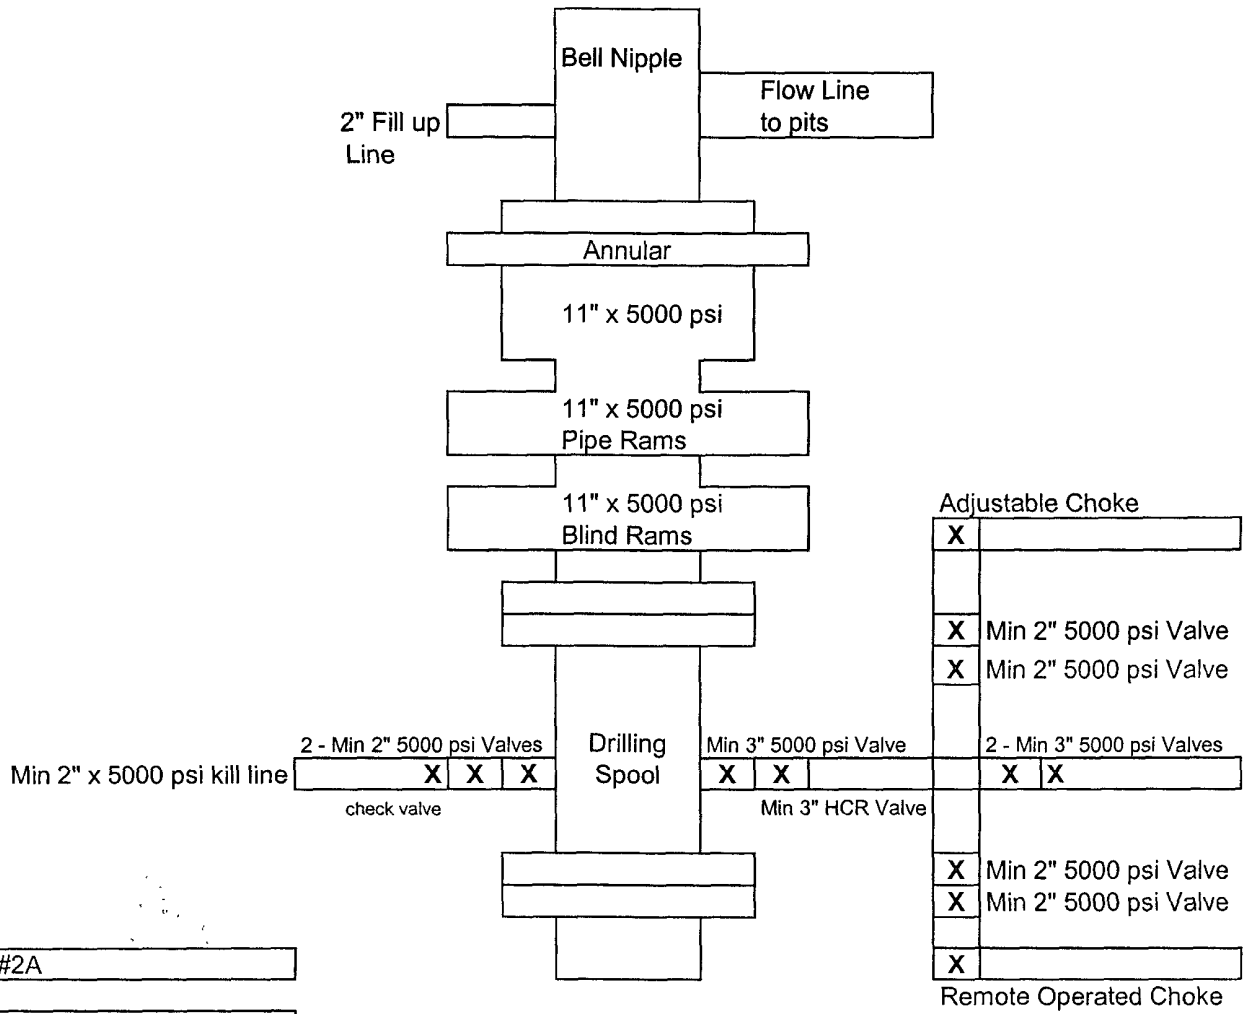 Bell Nipple
Flow Line
to pits
2" Fill up
Line
Annular
11" x 5000 psi
11" x 5000 psi
Pipe Rams
11" x 5000 psi
Blind Rams
Adjustable Choke
X
X Min 2" 5000 psi Valve
X Min 2" 5000 psi Valve
2 - Min 2" 5000 psi Valves
Drilling
Spool
Min 3" 5000 psi Valve
2 - Min 3" 5000 psi Valves
Min 2" x 5000 psi kill line
X X X
X X
X X
check valve
Min 3" HCR Valve
X Min 2" 5000 psi Valve
X Min 2" 5000 psi Valve
#2A
X
Remote Operated Choke